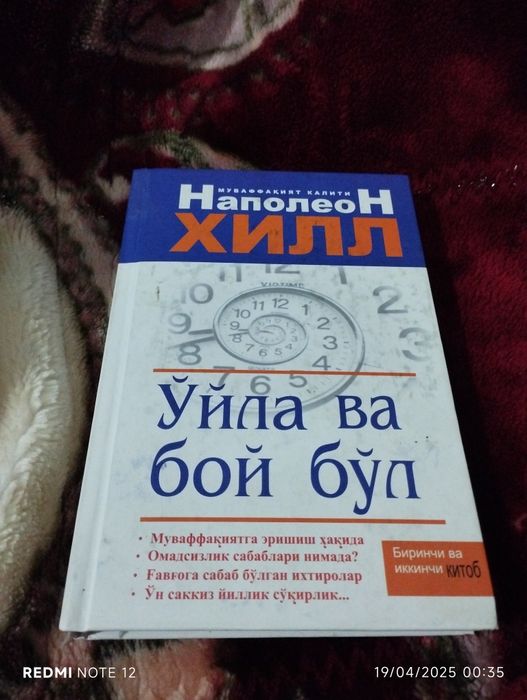 МУВАФФАҚИЯТ КАЛИТИ
НаполеоН
ХИЛЛ
VIOTIME
Ўйла ва
бой бўл
• Муваффақиятга эришиш ҳақида
• Омадсизлик сабаблари нимада?
• Ғавғога сабаб бўлган ихтиролар
• Ўн саккиз йиллик сўқирлик...
Биринчи ва
иккинчи китоб
REDMI NOTE 12
19/04/2025 00:35